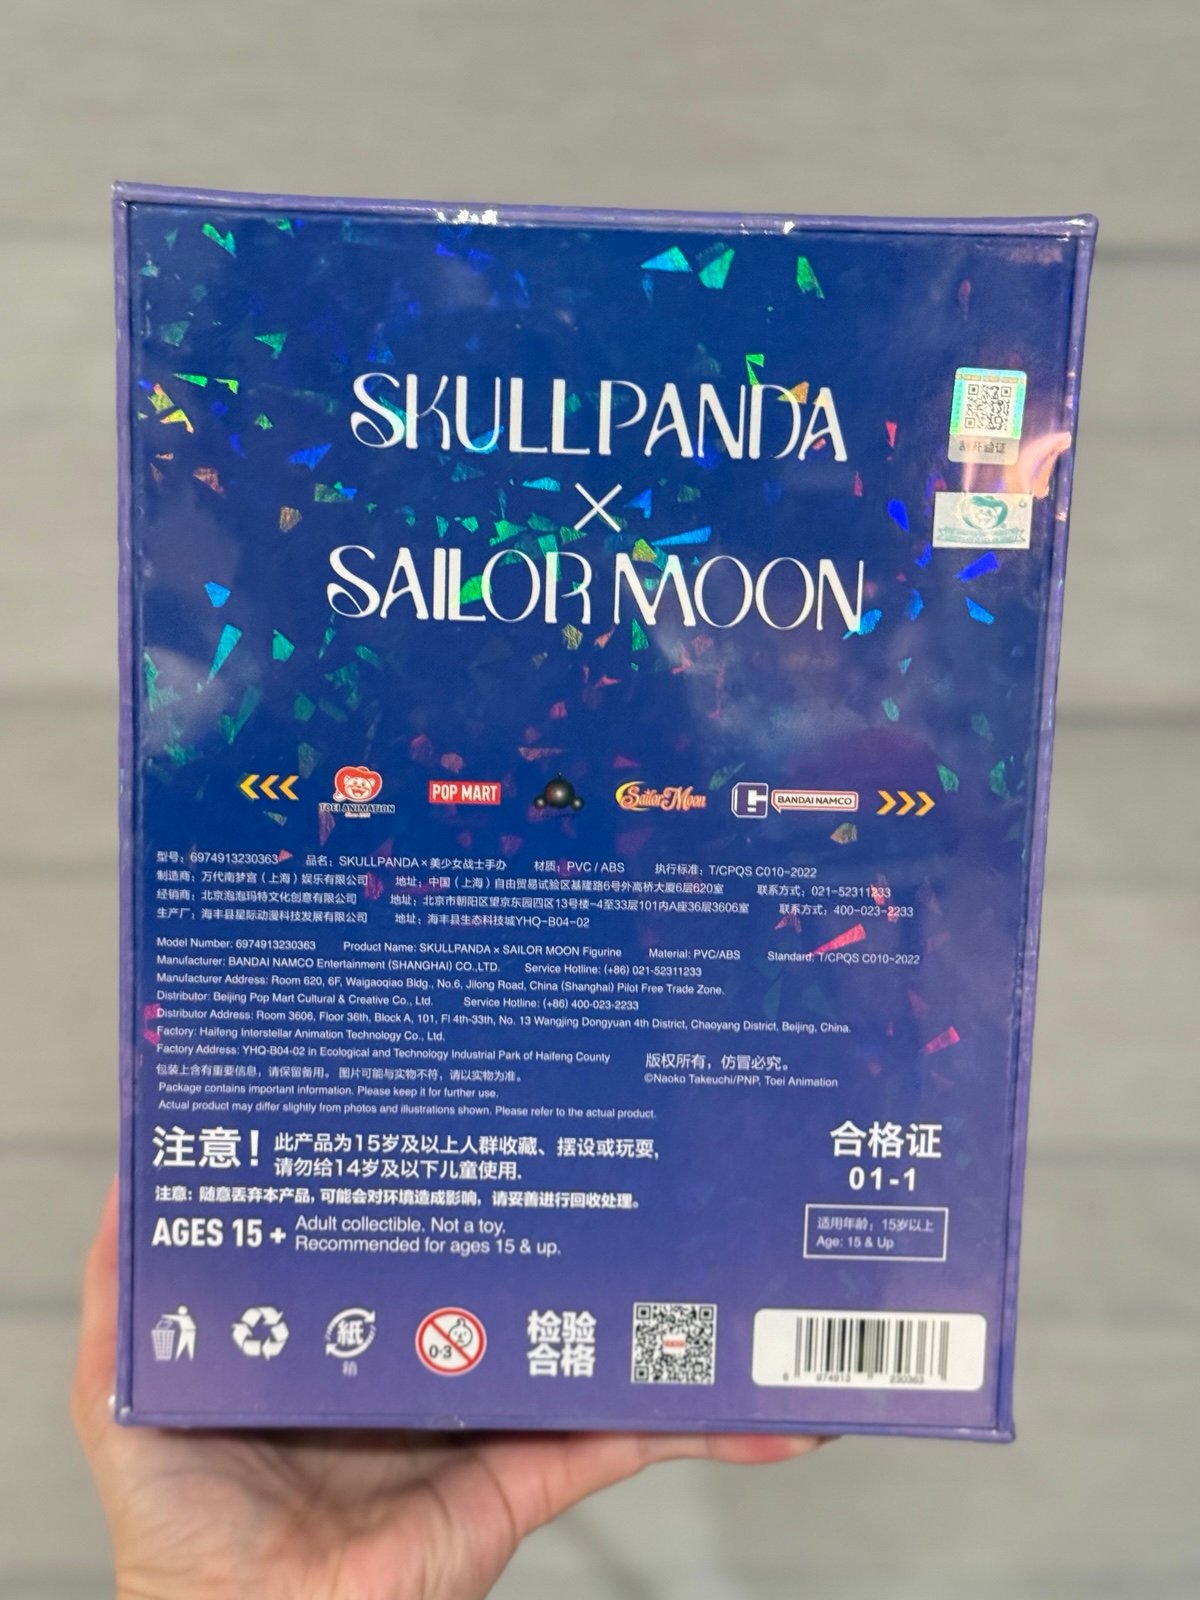 SKULLPANDA
×
SAILOR MOON
刮开验证
TOEI ANIMATION
POP MART
Sailor Moon
BANDAI NAMCO
型号：6974913230363 品名：SKULLPANDA × 美少女战士手办 材质：PVC / ABS 执行标准：T/CPQS C010-2022
制造商：万代南梦宫（上海）娱乐有限公司 地址：中国（上海）自由贸易试验区基隆路6号外高桥大厦6层620室 联系方式：021-52311233
经销商：北京泡泡玛特文化创意有限公司 地址：北京市朝阳区望京东园四区13号楼-4至33层101内A座36层3606室 联系方式：400-023-2233
生产厂：海丰县星际动漫科技发展有限公司 地址：海丰县生态科技城YHQ-B04-02
Model Number: 6974913230363 Product Name: SKULLPANDA × SAILOR MOON Figurine Material: PVC/ABS Standard: T/CPQS C010-2022
Manufacturer: BANDAI NAMCO Entertainment (SHANGHAI) CO.,LTD. Service Hotline: (+86) 021-52311233
Manufacturer Address: Room 620, 6F, Waigaoqiao Bldg., No.6, Jilong Road, China (Shanghai) Pilot Free Trade Zone.
Distributor: Beijing Pop Mart Cultural & Creative Co., Ltd. Service Hotline: (+86) 400-023-2233
Distributor Address: Room 3606, Floor 36th, Block A, 101, Fl 4th-33th, No. 13 Wangjing Dongyuan 4th District, Chaoyang District, Beijing, China.
Factory: Haifeng Interstellar Animation Technology Co., Ltd.
Factory Address: YHQ-B04-02 in Ecological and Technology Industrial Park of Haifeng County
版权所有，仿冒必究。
©Naoko Takeuchi/PNP, Toei Animation
包装上含有重要信息，请保留备用。 图片可能与实物不符，请以实物为准。
Package contains important information. Please keep it for further use.
Actual product may differ slightly from photos and illustrations shown. Please refer to the actual product.
注意！此产品为15岁及以上人群收藏、摆设或玩耍，
请勿给14岁及以下儿童使用.
注意：随意丢弃本产品，可能会对环境造成影响，请妥善进行回收处理。
AGES 15 + Adult collectible. Not a toy.
Recommended for ages 15 & up.
合格证
01-1
适用年龄：15岁以上
Age: 15 & Up
紙
箱
0-3
检验
合格
6 974913 230363